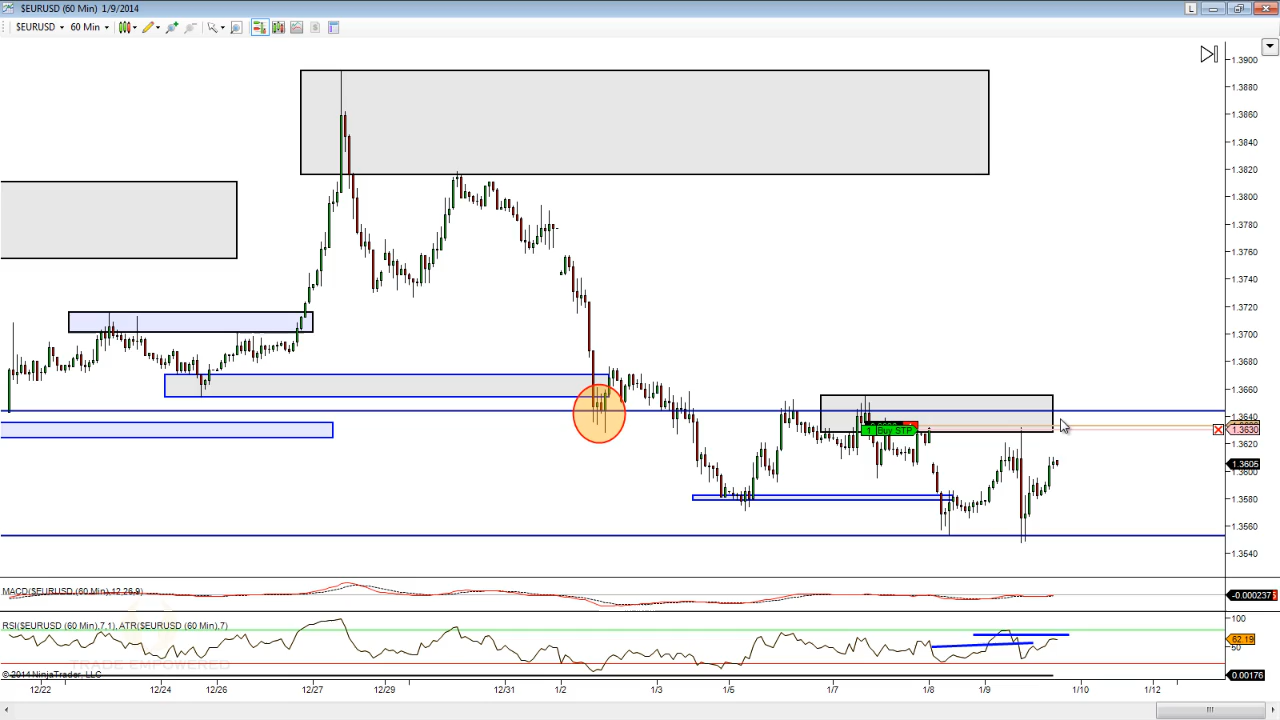 $EURUSD (60 Min) 1/9/2014
L
$EURUSD 60 Min
1.3900
1.3880
1.3860
1.3840
1.3820
1.3800
1.3780
1.3760
1.3740
1.3720
1.3700
1.3680
1.3660
1.3640
1 Buy STP
1.3630
1.3620
1.3605
1.3600
1.3580
1.3560
1.3540
MACD($EURUSD (60 Min),12,26,9)
-0.000237
RSI($EURUSD (60 Min),7,1), ATR($EURUSD (60 Min),7)
100
62.19
50
TRADE EMPOWERED
© 2014 NinjaTrader, LLC
0.00176
12/22 12/24 12/26 12/27 12/29 12/31 1/2 1/3 1/5 1/7 1/8 1/9 1/10 1/12